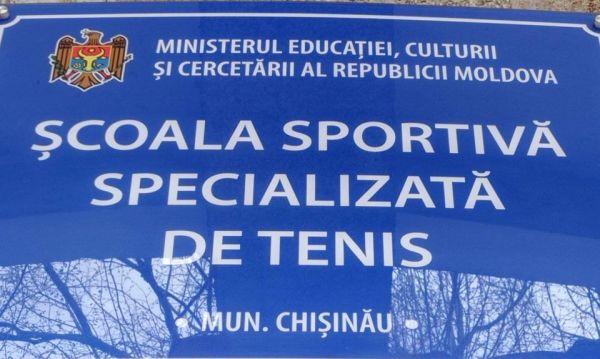 MINISTERUL EDUCAȚIEI, CULTURII
ȘI CERCETĂRII AL REPUBLICII MOLDOVA
ȘCOALA SPORTIVĂ
SPECIALIZATĂ
DE TENIS
• MUN. CHIȘINĂU •